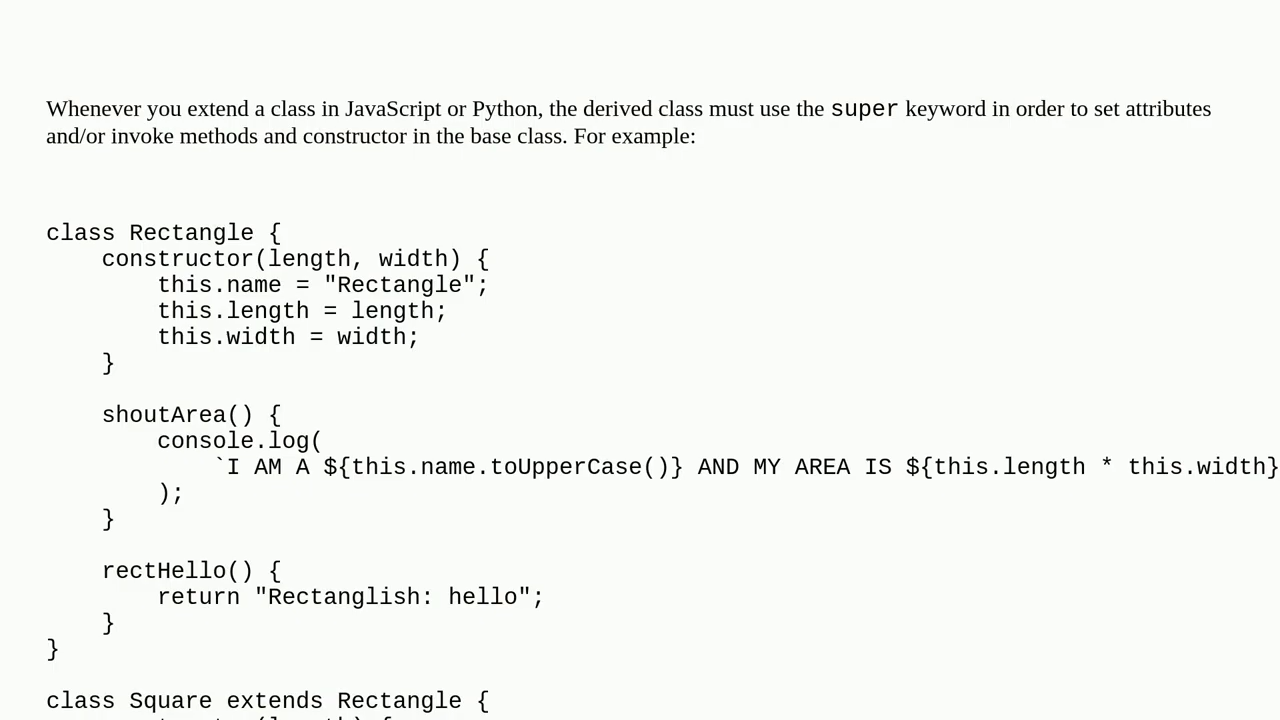 Whenever you extend a class in JavaScript or Python, the derived class must use the super keyword in order to set attributes
and/or invoke methods and constructor in the base class. For example:
class Rectangle {
    constructor(length, width) {
        this.name = "Rectangle";
        this.length = length;
        this.width = width;
    }
    shoutArea() {
        console.log(
            `I AM A ${this.name.toUpperCase()} AND MY AREA IS ${this.length * this.width}
        );
    }
    rectHello() {
        return "Rectanglish: hello";
    }
}
class Square extends Rectangle {